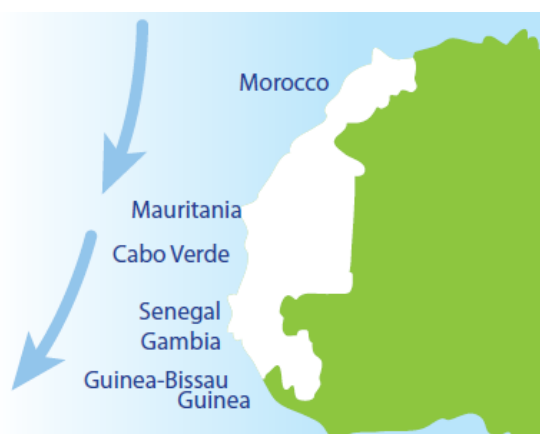 Morocco
Mauritania
Cabo Verde
Senegal
Gambia
Guinea-Bissau
Guinea